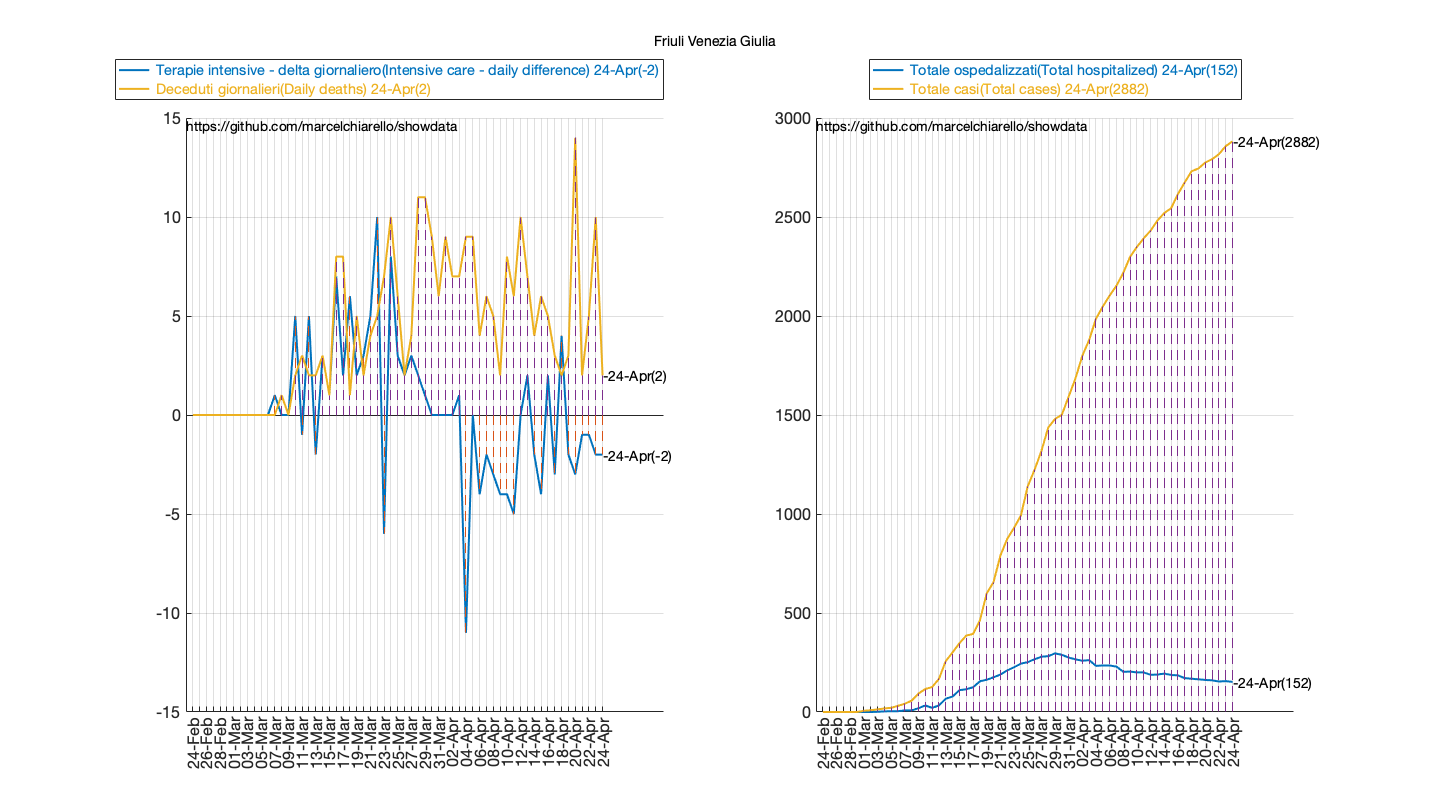 Friuli Venezia Giulia
Terapie intensive - delta giornaliero(Intensive care - daily difference) 24-Apr(-2)
Deceduti giornalieri(Daily deaths) 24-Apr(2)
https://github.com/marcelchiarello/showdata
15
10
5
0
-5
-10
-15
-24-Apr(2)
-24-Apr(-2)
24-Feb
26-Feb
28-Feb
01-Mar
03-Mar
05-Mar
07-Mar
09-Mar
11-Mar
13-Mar
15-Mar
17-Mar
19-Mar
21-Mar
23-Mar
25-Mar
27-Mar
29-Mar
31-Mar
02-Apr
04-Apr
06-Apr
08-Apr
10-Apr
12-Apr
14-Apr
16-Apr
18-Apr
20-Apr
22-Apr
24-Apr
Totale ospedalizzati(Total hospitalized) 24-Apr(152)
Totale casi(Total cases) 24-Apr(2882)
https://github.com/marcelchiarello/showdata
3000
2500
2000
1500
1000
500
0
-24-Apr(2882)
-24-Apr(152)
24-Feb
26-Feb
28-Feb
01-Mar
03-Mar
05-Mar
07-Mar
09-Mar
11-Mar
13-Mar
15-Mar
17-Mar
19-Mar
21-Mar
23-Mar
25-Mar
27-Mar
29-Mar
31-Mar
02-Apr
04-Apr
06-Apr
08-Apr
10-Apr
12-Apr
14-Apr
16-Apr
18-Apr
20-Apr
22-Apr
24-Apr